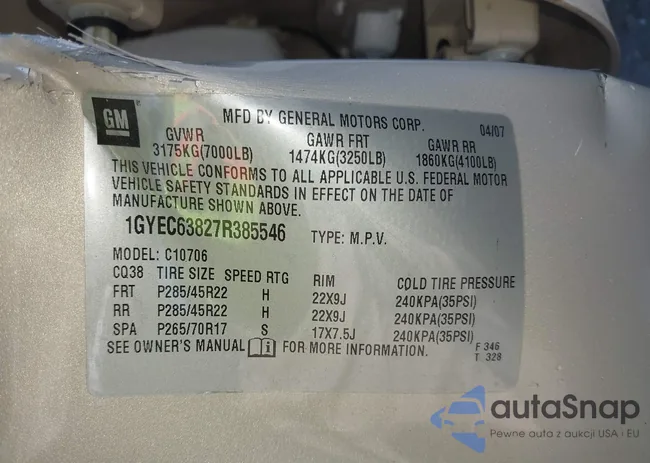 GM
MFD BY GENERAL MOTORS CORP. 04/07
GVWR GAWR FRT GAWR RR
3175KG(7000LB) 1474KG(3250LB) 1860KG(4100LB)
THIS VEHICLE CONFORMS TO ALL APPLICABLE U.S. FEDERAL MOTOR
VEHICLE SAFETY STANDARDS IN EFFECT ON THE DATE OF
MANUFACTURE SHOWN ABOVE.
1GYEC63827R385546 TYPE: M.P.V.
MODEL: C10706
CQ38 TIRE SIZE SPEED RTG RIM COLD TIRE PRESSURE
FRT P285/45R22 H 22X9J 240KPA(35PSI)
RR P285/45R22 H 22X9J 240KPA(35PSI)
SPA P265/70R17 S 17X7.5J 240KPA(35PSI)
SEE OWNER'S MANUAL i FOR MORE INFORMATION. F 346
T 328
autaSnap
Pewne auta z aukcji USA i EU